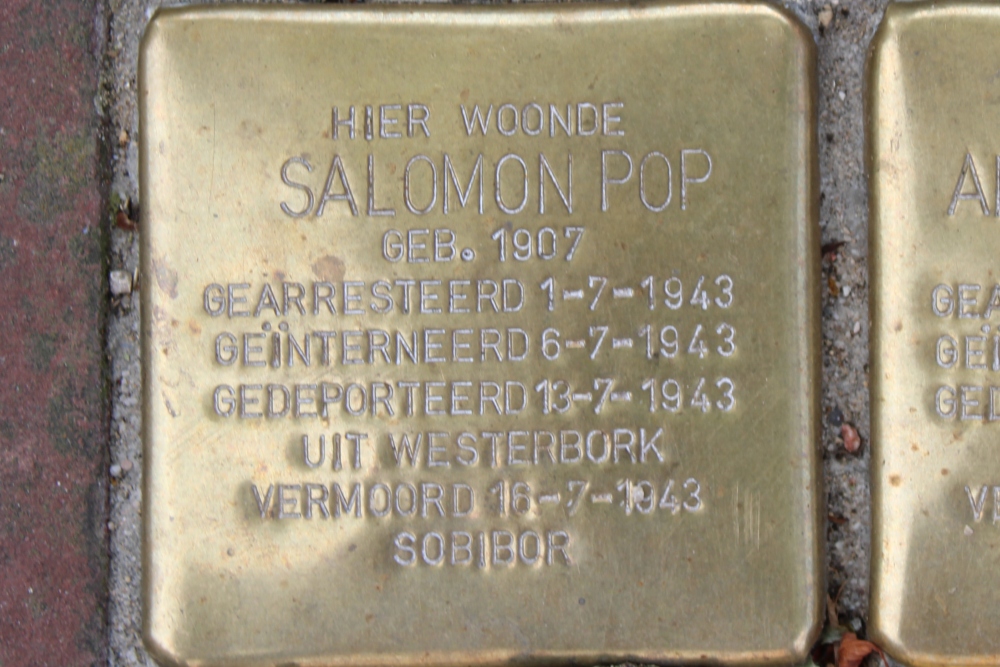 HIER WOONDE
SALOMON POP
GEB. 1907
GEARRESTEERD 1-7-1943
GEÏNTERNEERD 6-7-1943
GEDEPORTEERD 13-7-1943
UIT WESTERBORK
VERMOORD 16-7-1943
SOBIBOR